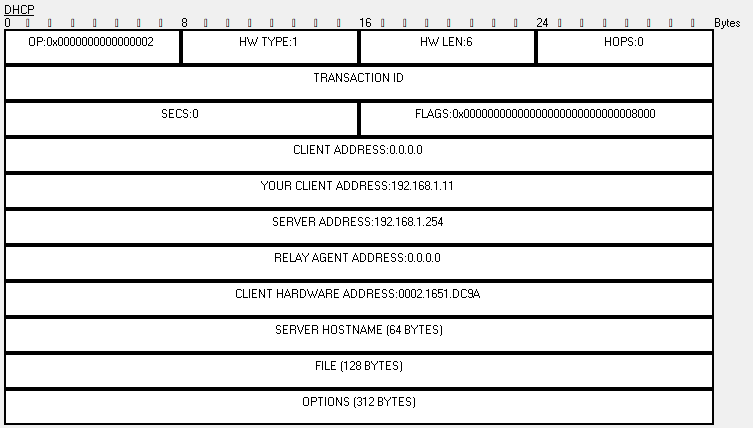 DHCP
0 8 16 24 Bytes
OP:0x0000000000000002 HW TYPE:1 HW LEN:6 HOPS:0
TRANSACTION ID
SECS:0 FLAGS:0x00000000000000000000000000008000
CLIENT ADDRESS:0.0.0.0
YOUR CLIENT ADDRESS:192.168.1.11
SERVER ADDRESS:192.168.1.254
RELAY AGENT ADDRESS:0.0.0.0
CLIENT HARDWARE ADDRESS:0002.1651.DC9A
SERVER HOSTNAME (64 BYTES)
FILE (128 BYTES)
OPTIONS (312 BYTES)